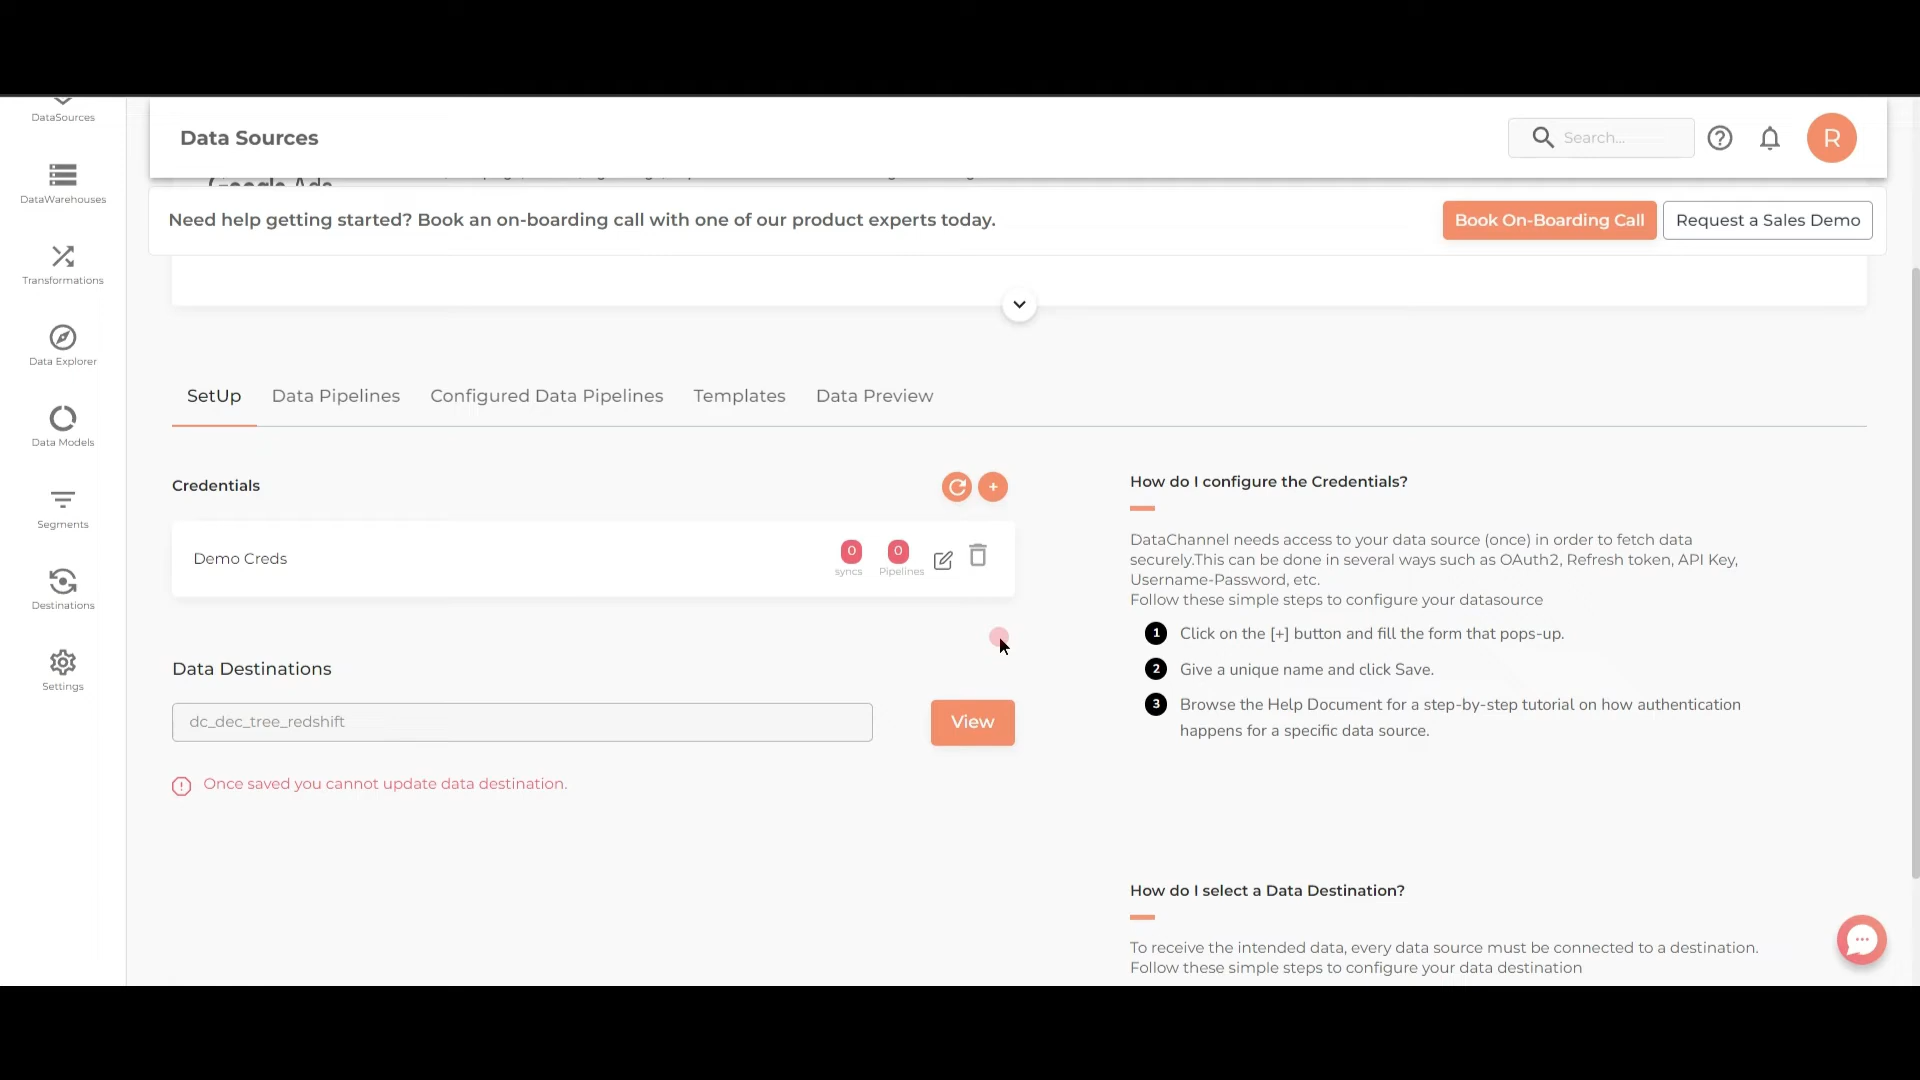 DataSources
Data Sources
Search...
R
DataWarehouses
Google Ads
Need help getting started? Book an on-boarding call with one of our product experts today.
Book On-Boarding Call
Request a Sales Demo
Transformations
Data Explorer
SetUp
Data Pipelines
Configured Data Pipelines
Templates
Data Preview
Data Models
Credentials
+
How do I configure the Credentials?
Segments
Demo Creds
0
syncs
0
Pipelines
DataChannel needs access to your data source (once) in order to fetch data
securely.This can be done in several ways such as OAuth2, Refresh token, API Key,
Username-Password, etc.
Follow these simple steps to configure your datasource
Destinations
1 Click on the [+] button and fill the form that pops-up.
Data Destinations
2 Give a unique name and click Save.
Settings
dc_dec_tree_redshift
View
3 Browse the Help Document for a step-by-step tutorial on how authentication
happens for a specific data source.
Once saved you cannot update data destination.
How do I select a Data Destination?
To receive the intended data, every data source must be connected to a destination.
Follow these simple steps to configure your data destination